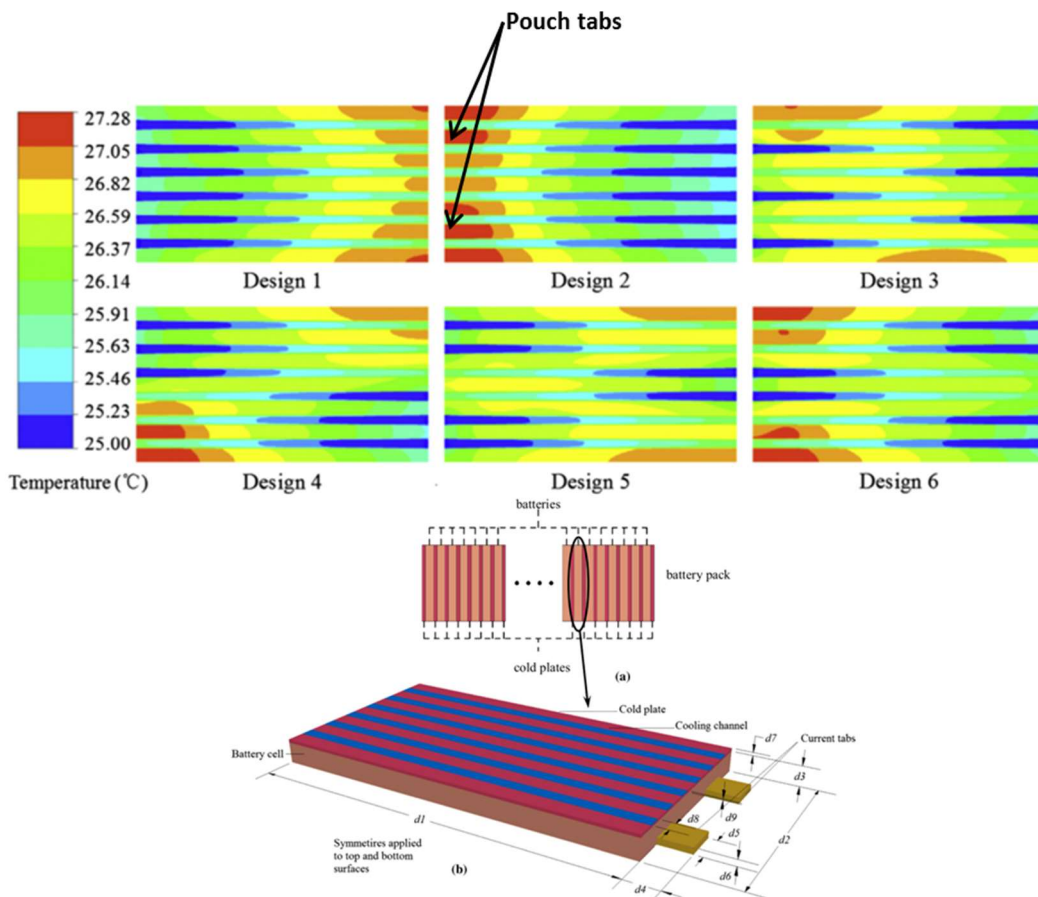 Pouch tabs
27.28
27.05
26.82
26.59
26.37
26.14
25.91
25.63
25.46
25.23
25.00
Temperature (℃)
Design 1
Design 2
Design 3
Design 4
Design 5
Design 6
batteries
battery pack
cold plates
(a)
Cold plate
Cooling channel
Battery cell
Current tabs
d7
d3
d9
d8
d5
d2
d1
d6
d4
Symmetires applied
to top and bottom
surfaces
(b)